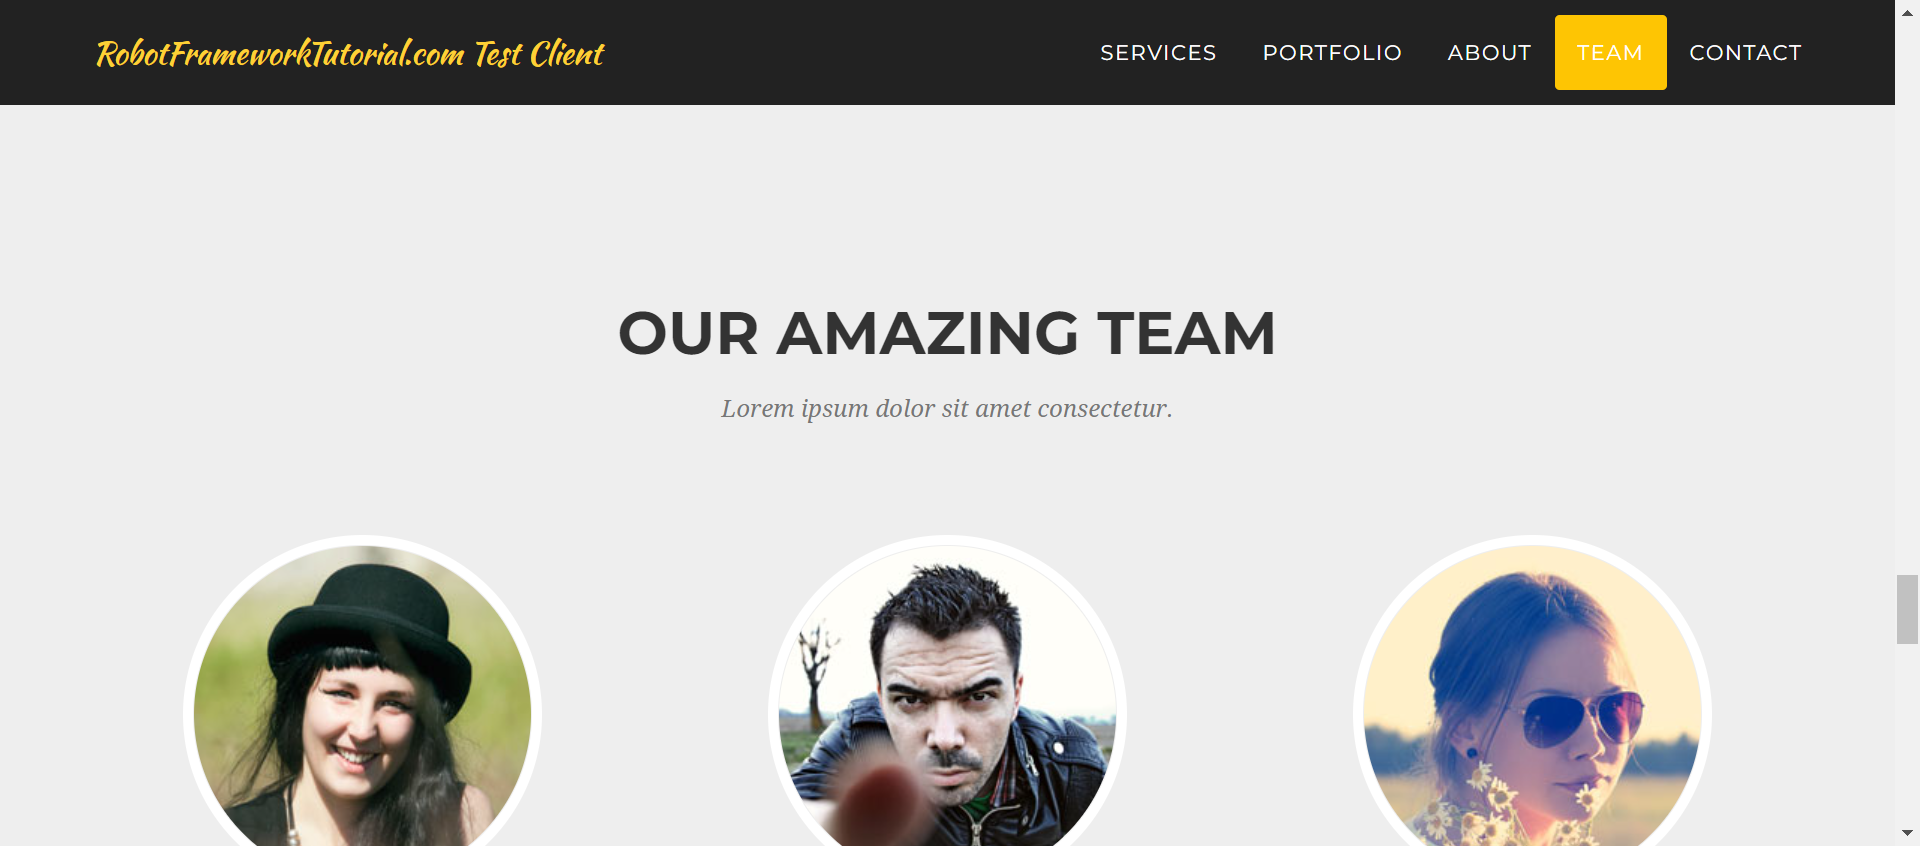 RobotFrameworkTutorial.com Test Client
SERVICES PORTFOLIO ABOUT TEAM CONTACT
OUR AMAZING TEAM
Lorem ipsum dolor sit amet consectetur.